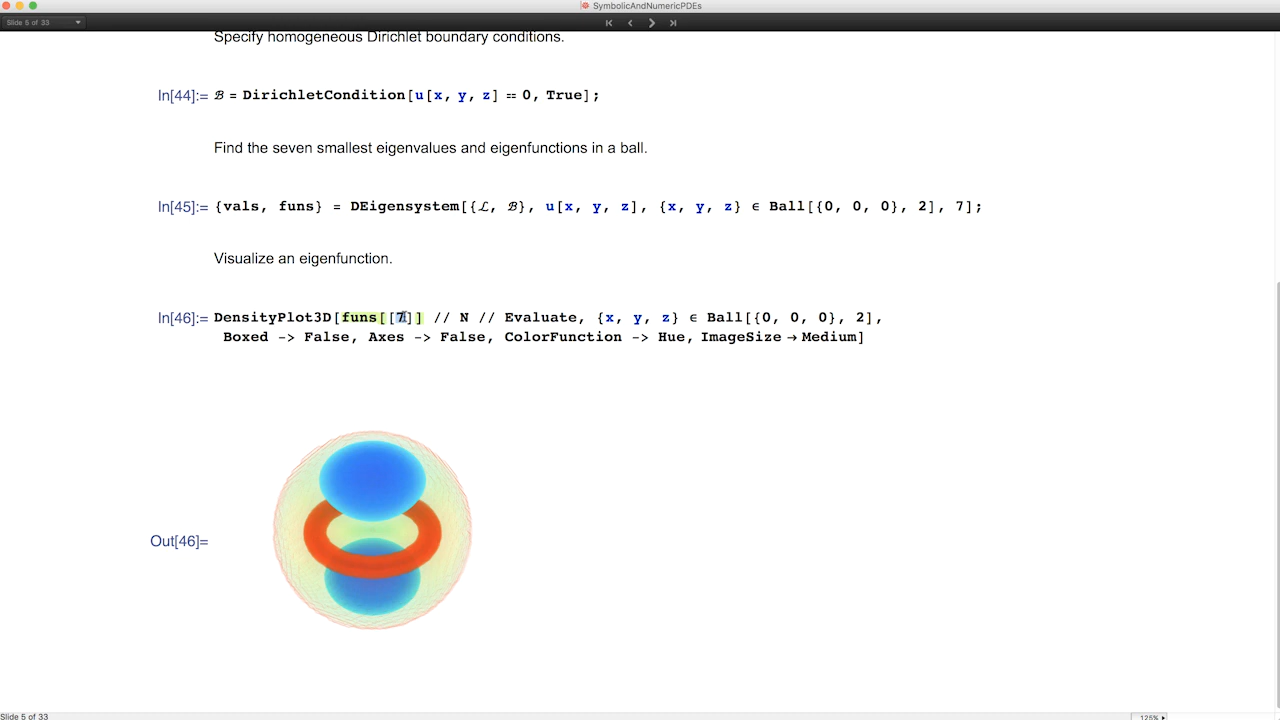 SymbolicAndNumericPDEs
Slide 5 of 33
Specify homogeneous Dirichlet boundary conditions.
In[44]:= ℬ = DirichletCondition[u[x, y, z] == 0, True];
Find the seven smallest eigenvalues and eigenfunctions in a ball.
In[45]:= {vals, funs} = DEigensystem[{ℒ, ℬ}, u[x, y, z], {x, y, z} ∈ Ball[{0, 0, 0}, 2], 7];
Visualize an eigenfunction.
In[46]:= DensityPlot3D[funs[[7]] // N // Evaluate, {x, y, z} ∈ Ball[{0, 0, 0}, 2],
Boxed -> False, Axes -> False, ColorFunction -> Hue, ImageSize → Medium]
Out[46]=
Slide 5 of 33
125%